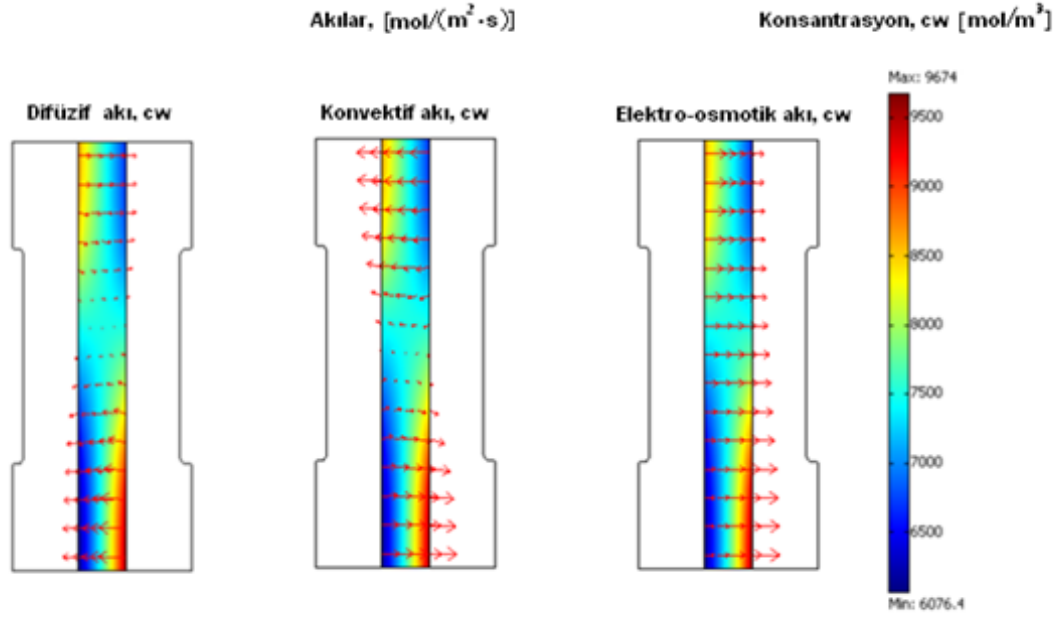 Akılar, [mol/(m²·s)]
Konsantrasyon, cw [mol/m³]
Max: 9674
Difüzif akı, cw
Konvektif akı, cw
Elektro-osmotik akı, cw
9500
9000
8500
8000
7500
7000
6500
Min: 6076.4